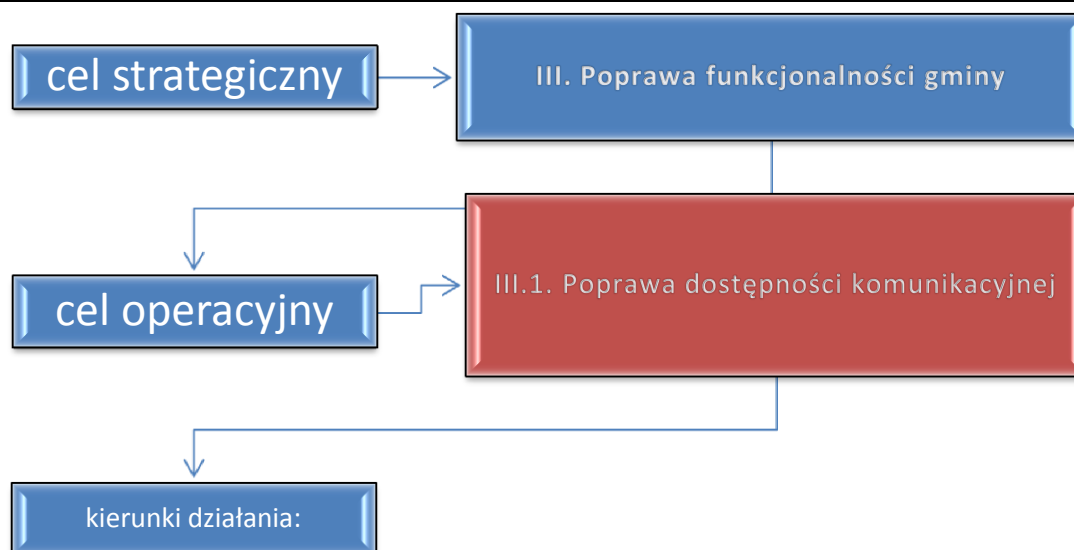 cel strategiczny
III. Poprawa funkcjonalności gminy
cel operacyjny
III.1. Poprawa dostępności komunikacyjnej
kierunki działania: